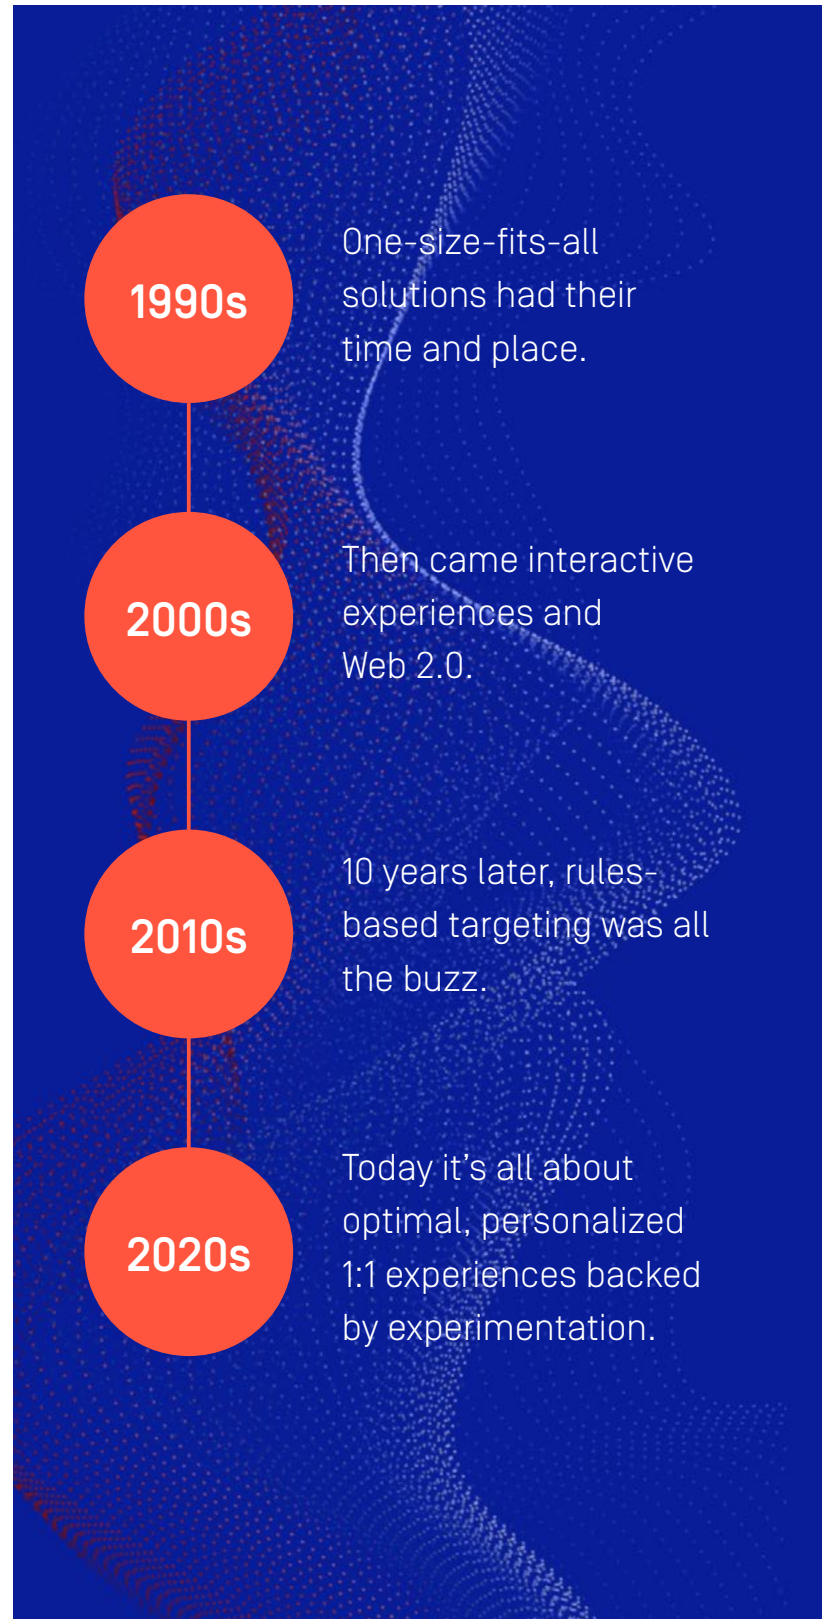 1990s
One-size-fits-all
solutions had their
time and place.
2000s
Then came interactive
experiences and
Web 2.0.
2010s
10 years later, rules-
based targeting was all
the buzz.
2020s
Today it’s all about
optimal, personalized
1:1 experiences backed
by experimentation.